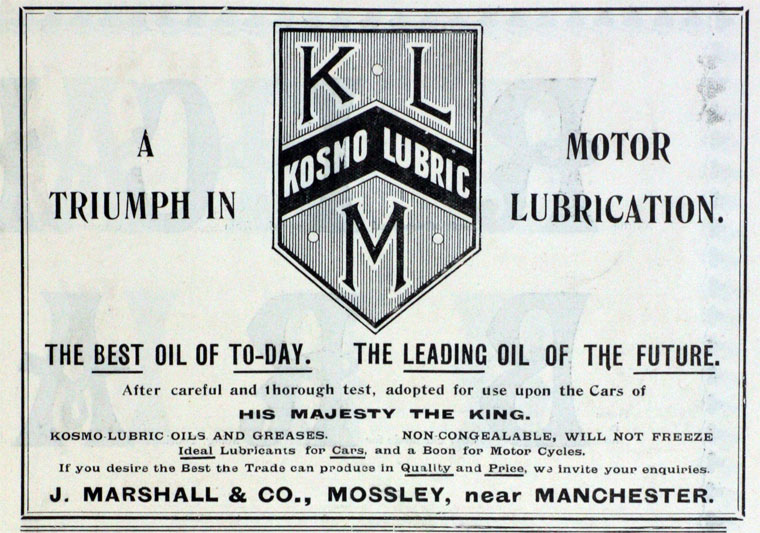 K L
KOSMO LUBRIC
M
A
TRIUMPH IN
MOTOR
LUBRICATION.
THE BEST OIL OF TO-DAY. THE LEADING OIL OF THE FUTURE.
After careful and thorough test, adopted for use upon the Cars of
HIS MAJESTY THE KING.
KOSMO-LUBRIC OILS AND GREASES. NON-CONGEALABLE, WILL NOT FREEZE
Ideal Lubricants for Cars, and a Boon for Motor Cycles.
If you desire the Best the Trade can produce in Quality and Price, we invite your enquiries.
J. MARSHALL & CO., MOSSLEY, near MANCHESTER.